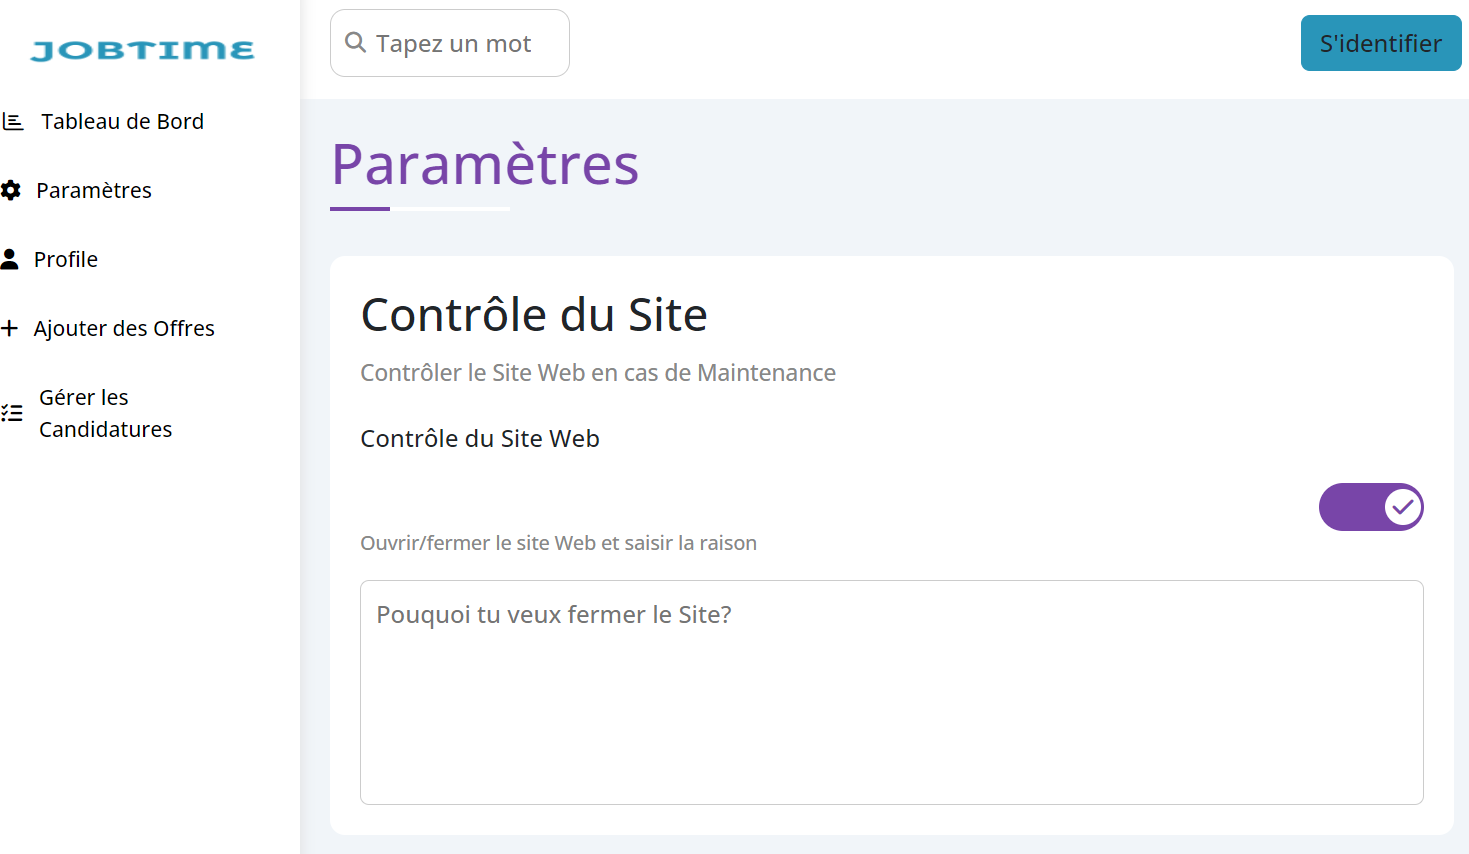 JOBTIME
Tableau de Bord
Paramètres
Profile
Ajouter des Offres
Gérer les
Candidatures
Tapez un mot
S'identifier
Paramètres
Contrôle du Site
Contrôler le Site Web en cas de Maintenance
Contrôle du Site Web
Ouvrir/fermer le site Web et saisir la raison
Pouquoi tu veux fermer le Site?